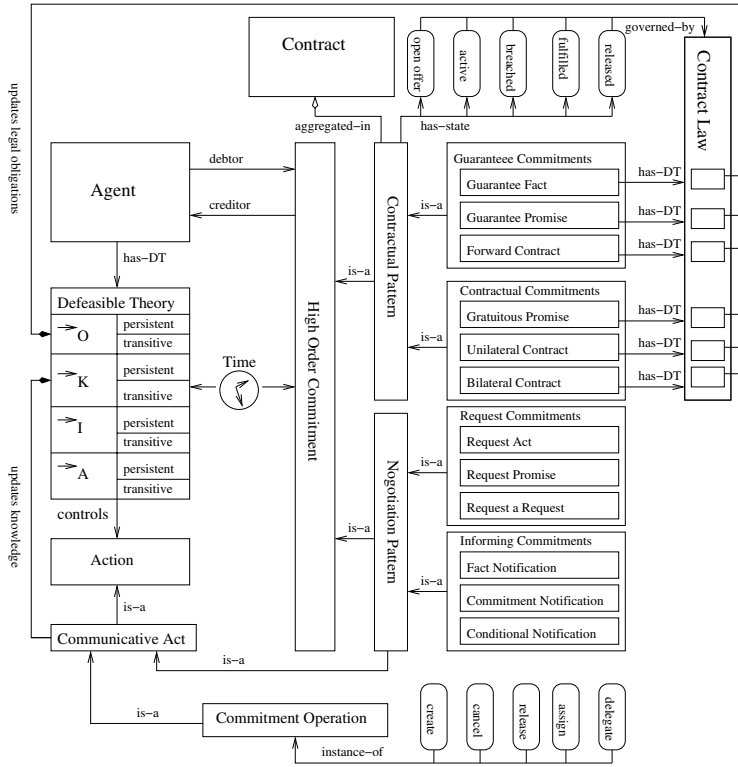 governed-by
Contract
open offer
active
breached
fulfilled
released
Contract Law
aggregated-in
has-state
updates legal obligations
Agent
debtor
creditor
has-DT
Defeasible Theory
O
persistent
transitive
K
persistent
transitive
I
persistent
transitive
A
persistent
transitive
Time
controls
Action
is-a
Communicative Act
updates knowledge
High Order Commitment
is-a
is-a
Contractual Pattern
Nogotiation Pattern
is-a
is-a
is-a
is-a
Guaranteee Commitments
Guarantee Fact
has-DT
Guarantee Promise
has-DT
Forward Contract
has-DT
Contractual Commitments
Gratuitous Promise
has-DT
Unilateral Contract
has-DT
Bilateral Contract
has-DT
Request Commitments
Request Act
Request Promise
Request a Request
Informing Commitments
Fact Notification
Commitment Notification
Conditional Notification
is-a
is-a
Commitment Operation
instance-of
create
cancel
release
assign
delegate